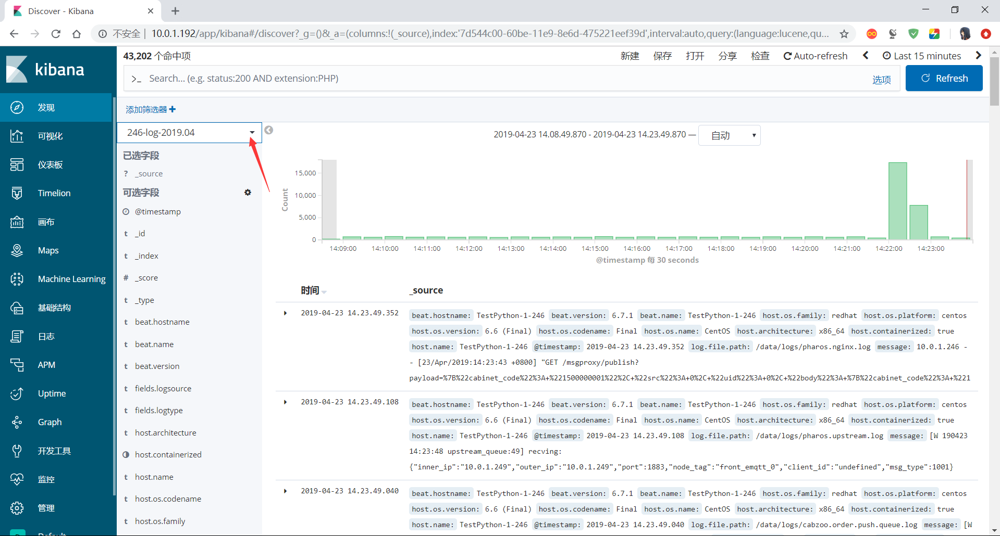 Discover - Kibana
不安全 | 10.0.1.192/app/kibana#/discover?_g=()&_a=(columns:!(_source),index:'7d544c00-60be-11e9-8e6d-475221eef39d',interval:auto,query:(language:lucene,qu...
kibana
发现
可视化
仪表板
Timelion
画布
Maps
Machine Learning
基础结构
日志
APM
Uptime
Graph
开发工具
监控
管理
Default
43,202 个命中项
新建 保存 打开 分享 检查 Auto-refresh Last 15 minutes
>_ Search... (e.g. status:200 AND extension:PHP) 选项 Refresh
添加筛选器 +
246-log-2019.04
已选字段
? _source
可选字段
@timestamp
t _id
t _index
# _score
t _type
t beat.hostname
t beat.name
t beat.version
t fields.logsource
t fields.logtype
t host.architecture
host.containerized
t host.name
t host.os.codename
t host.os.family
2019-04-23 14.08.49.870 - 2019-04-23 14.23.49.870 — 自动
Count
15,000
10,000
5,000
0
14:09:00 14:10:00 14:11:00 14:12:00 14:13:00 14:14:00 14:15:00 14:16:00 14:17:00 14:18:00 14:19:00 14:20:00 14:21:00 14:22:00 14:23:00
@timestamp 每 30 seconds
时间 _source
2019-04-23 14.23.49.352 beat.hostname: TestPython-1-246 beat.version: 6.7.1 beat.name: TestPython-1-246 host.os.family: redhat host.os.platform: centos
host.os.version: 6.6 (Final) host.os.codename: Final host.os.name: CentOS host.architecture: x86_64 host.containerized: true
host.name: TestPython-1-246 @timestamp: 2019-04-23 14.23.49.352 log.file.path: /data/logs/pharos.nginx.log message: 10.0.1.246 -
- [23/Apr/2019:14:23:43 +0800] "GET /msgproxy/publish?
payload=%7B%22cabinet_code%22%3A+%221500000001%22%2C+%22src%22%3A+0%2C+%22uid%22%3A+0%2C+%22body%22%3A+%7B%22cabinet_code%22%3A+%221
2019-04-23 14.23.49.108 beat.hostname: TestPython-1-246 beat.version: 6.7.1 beat.name: TestPython-1-246 host.os.family: redhat host.os.platform: centos
host.os.version: 6.6 (Final) host.os.codename: Final host.os.name: CentOS host.architecture: x86_64 host.containerized: true
host.name: TestPython-1-246 @timestamp: 2019-04-23 14.23.49.108 log.file.path: /data/logs/pharos.upstream.log message: [W 190423
14:23:48 upstream_queue:49] recving:
{"inner_ip":"10.0.1.249","outer_ip":"10.0.1.249","port":1883,"node_tag":"front_emqtt_0","client_id":"undefined","msg_type":1001}
2019-04-23 14.23.49.040 beat.hostname: TestPython-1-246 beat.version: 6.7.1 beat.name: TestPython-1-246 host.os.family: redhat host.os.platform: centos
host.os.version: 6.6 (Final) host.os.codename: Final host.os.name: CentOS host.architecture: x86_64 host.containerized: true
host.name: TestPython-1-246 @timestamp: 2019-04-23 14.23.49.040 log.file.path: /data/logs/cabzoo.order.push.queue.log message: [W